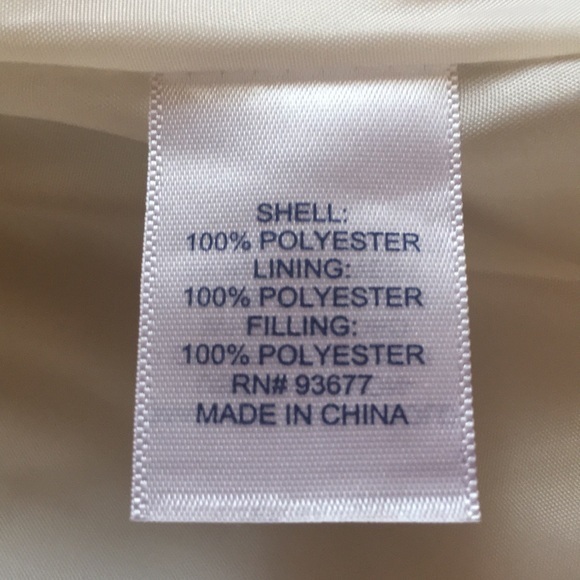 SHELL:
100% POLYESTER
LINING:
100% POLYESTER
FILLING:
100% POLYESTER
RN# 93677
MADE IN CHINA